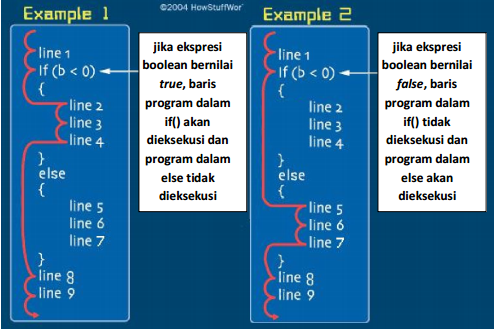 Example 1
©2004 HowStuffWor
Example 2
line 1
If (b < 0)
{
line 2
line 3
line 4
}
else
{
line 5
line 6
line 7
}
line 8
line 9
jika ekspresi
boolean bernilai
true, baris
program dalam
if() akan
dieksekusi dan
program dalam
else tidak
dieksekusi
line 1
If (b < 0)
{
line 2
line 3
line 4
}
else
{
line 5
line 6
line 7
}
line 8
line 9
jika ekspresi
boolean bernilai
false, baris
program dalam
if() tidak
dieksekusi dan
program dalam
else akan
dieksekusi